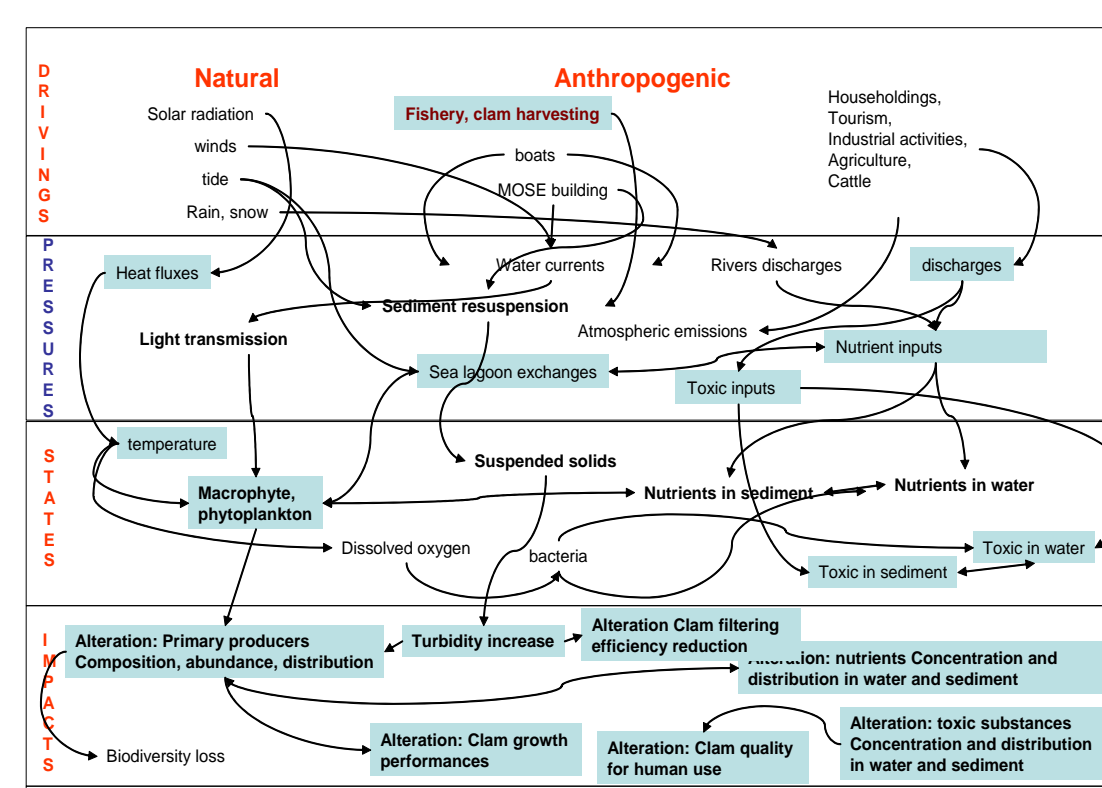 DRIVINGS
Natural
Anthropogenic
Solar radiation
Fishery, clam harvesting
Householdings,
Tourism,
Industrial activities,
Agriculture,
Cattle
winds
boats
tide
MOSE building
Rain, snow
PRESSURES
Heat fluxes
Water currents
Rivers discharges
discharges
Sediment resuspension
Light transmission
Atmospheric emissions
Nutrient inputs
Sea lagoon exchanges
Toxic inputs
STATES
temperature
Suspended solids
Macrophyte,
phytoplankton
Nutrients in sediment
Nutrients in water
Dissolved oxygen
bacteria
Toxic in water
Toxic in sediment
IMPACTS
Alteration: Primary producers
Composition, abundance, distribution
Turbidity increase
Alteration Clam filtering
efficiency reduction
Alteration: nutrients Concentration and
distribution in water and sediment
Biodiversity loss
Alteration: Clam growth
performances
Alteration: Clam quality
for human use
Alteration: toxic substances
Concentration and distribution
in water and sediment